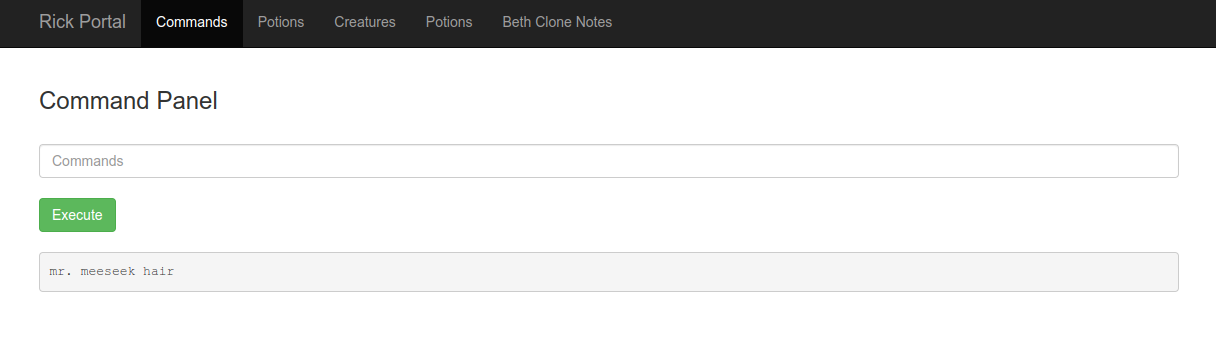 Rick Portal Commands Potions Creatures Potions Beth Clone Notes
Command Panel
Commands
Execute
mr. meeseek hair